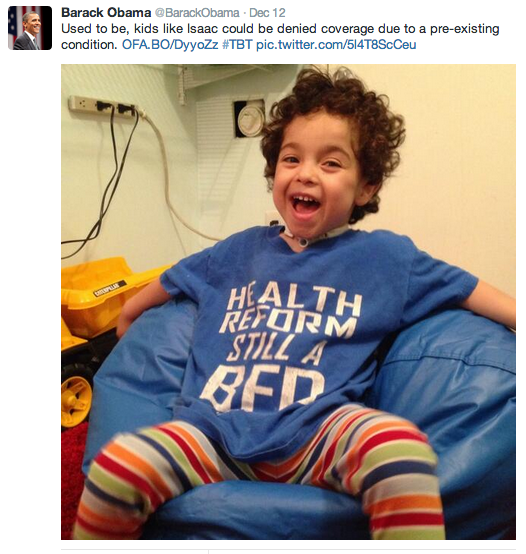 Barack Obama @BarackObama · Dec 12
Used to be, kids like Isaac could be denied coverage due to a pre-existing
condition. OFA.BO/DyyoZz #TBT pic.twitter.com/5l4T8ScCeu
CATERPILLAR
HEALTH
REFORM
STILL A
BFD